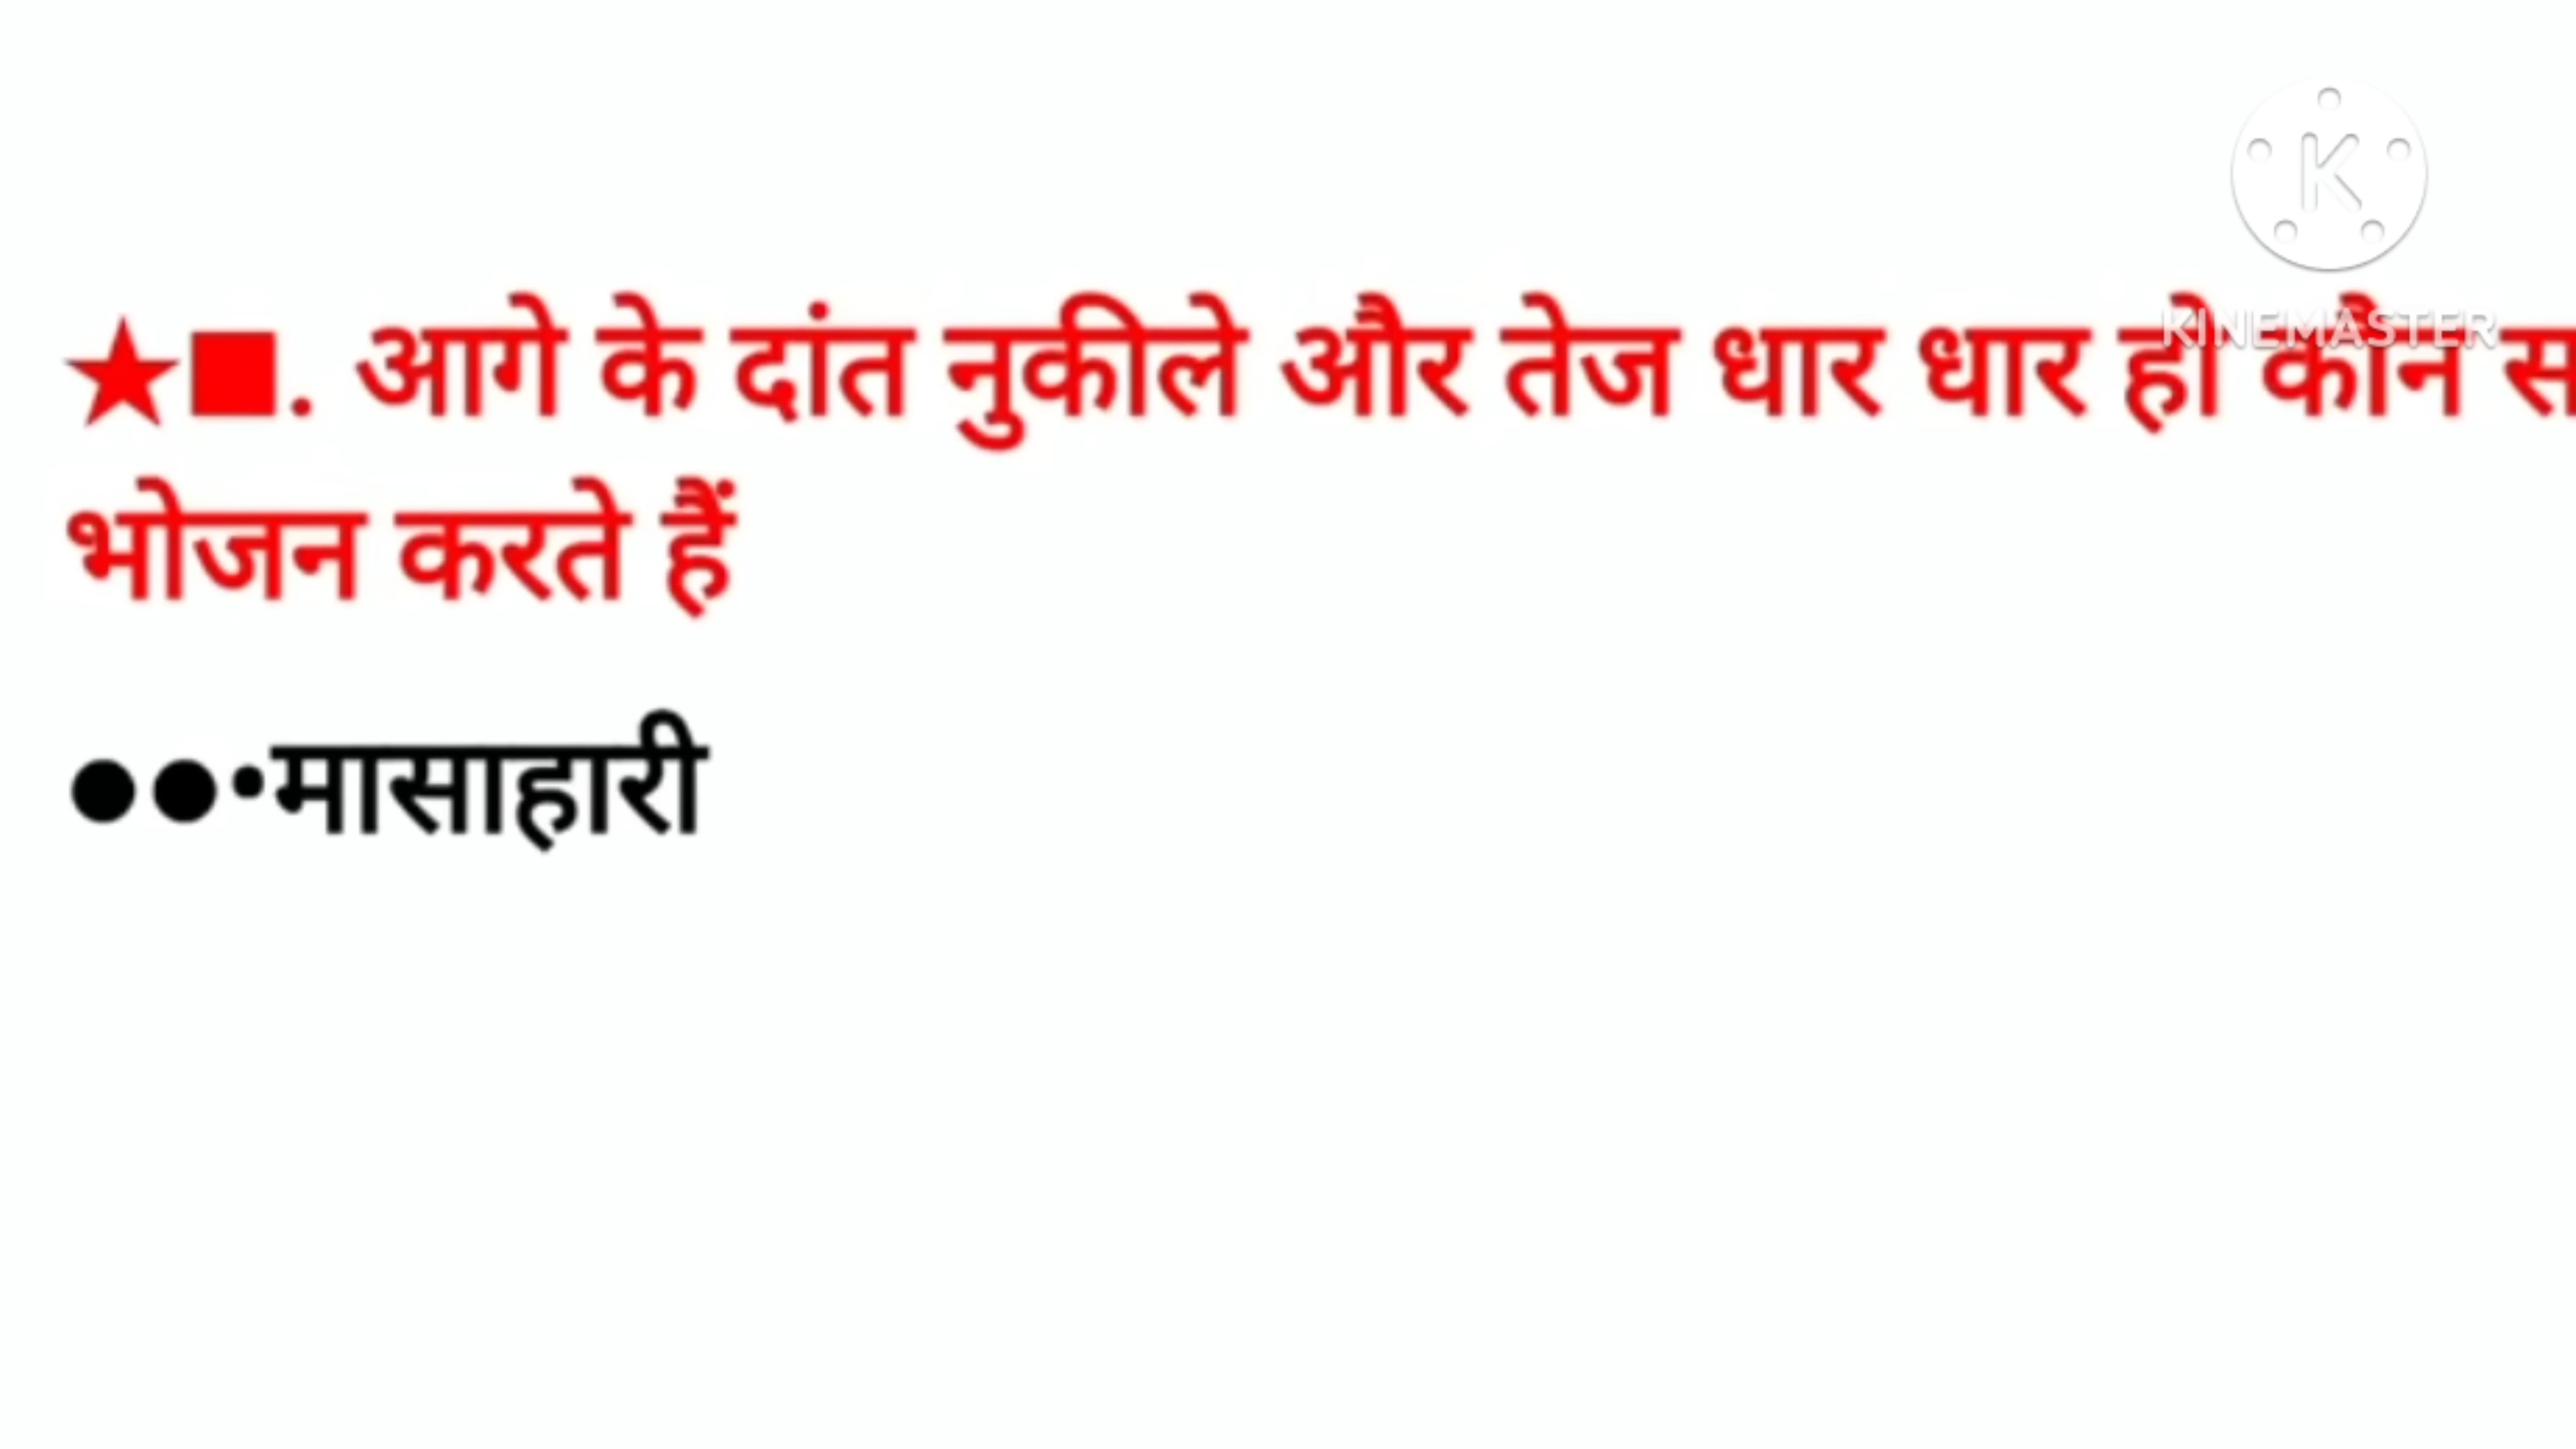 ★■. आगे के दांत नुकीले और तेज धार धार हो कौन स
भोजन करते हैं
●●•मासाहारी
K
KINEMASTER